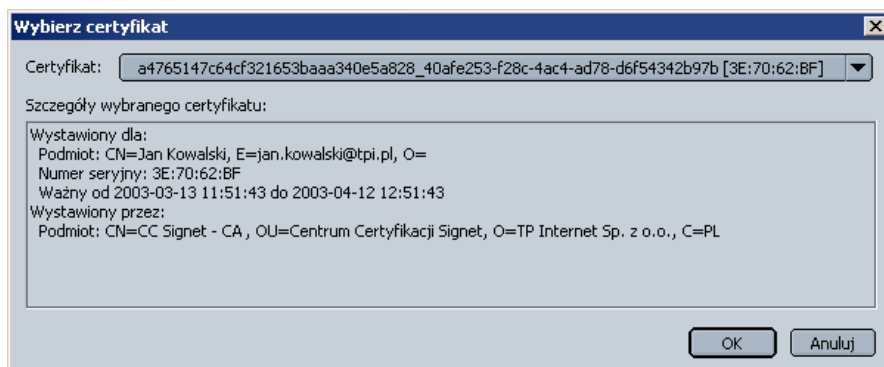 Wybierz certyfikat
Certyfikat: a4765147c64cf321653baaa340e5a828_40afe253-f28c-4ac4-ad78-d6f54342b97b [3E:70:62:BF]
Szczegóły wybranego certyfikatu:
Wystawiony dla:
Podmiot: CN=Jan Kowalski, E=jan.kowalski@tpi.pl, O=
Numer seryjny: 3E:70:62:BF
Ważny od 2003-03-13 11:51:43 do 2003-04-12 12:51:43
Wystawiony przez:
Podmiot: CN=CC Signet - CA , OU=Centrum Certyfikacji Signet, O=TP Internet Sp. z o.o., C=PL
OK Anuluj